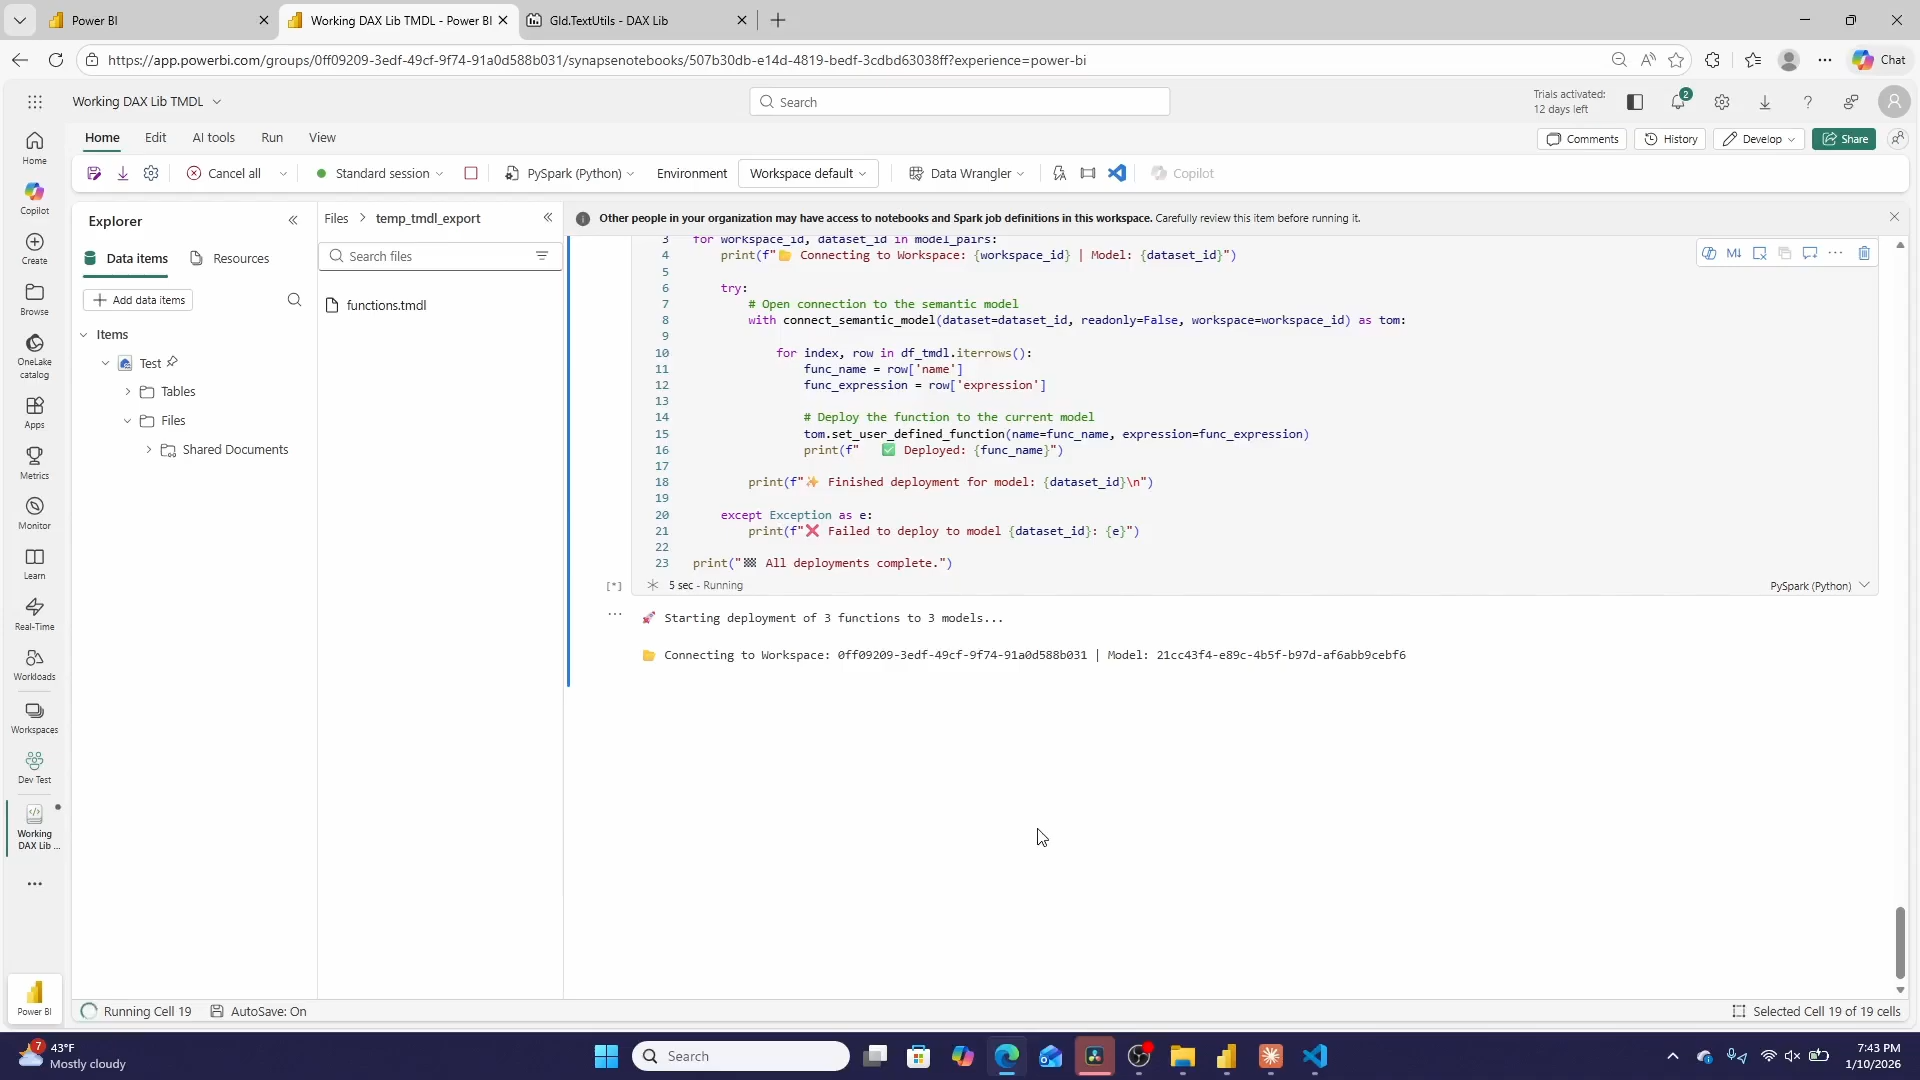 Power BI
Working DAX Lib TMDL - Power BI
Gld.TextUtils - DAX Lib
https://app.powerbi.com/groups/0ff09209-3edf-49cf-9f74-91a0d588b031/synapsenotebooks/507b30db-e14d-4819-bedf-3cdbd63038ff?experience=power-bi
Chat
Working DAX Lib TMDL
Search
Trials activated:
12 days left
2
A
Home
Edit
AI tools
Run
View
Comments
History
Develop
Share
Cancel all
Standard session
PySpark (Python)
Environment
Workspace default
Data Wrangler
Copilot
Home
Copilot
Create
Browse
OneLake
catalog
Apps
Metrics
Monitor
Learn
Real-Time
Workloads
Workspaces
Dev Test
Working
DAX Lib ...
Power BI
Explorer
Data items
Resources
Add data items
Items
Test
Tables
Files
Shared Documents
Files > temp_tmdl_export
Search files
functions.tmdl
Other people in your organization may have access to notebooks and Spark job definitions in this workspace. Carefully review this item before running it.
3 for workspace_id, dataset_id in model_pairs:
4 print(f"📁 Connecting to Workspace: {workspace_id} | Model: {dataset_id}")
5
6 try:
7 # Open connection to the semantic model
8 with connect_semantic_model(dataset=dataset_id, readonly=False, workspace=workspace_id) as tom:
9
10 for index, row in df_tmdl.iterrows():
11 func_name = row['name']
12 func_expression = row['expression']
13
14 # Deploy the function to the current model
15 tom.set_user_defined_function(name=func_name, expression=func_expression)
16 print(f" ✅ Deployed: {func_name}")
17
18 print(f"✨ Finished deployment for model: {dataset_id}\n")
19
20 except Exception as e:
21 print(f"❌ Failed to deploy to model {dataset_id}: {e}")
22
23 print("🏁 All deployments complete.")
[*]
5 sec - Running
PySpark (Python)
🚀 Starting deployment of 3 functions to 3 models...
📁 Connecting to Workspace: 0ff09209-3edf-49cf-9f74-91a0d588b031 | Model: 21cc43f4-e89c-4b5f-b97d-af6abb9cebf6
Running Cell 19
AutoSave: On
Selected Cell 19 of 19 cells
7
43°F
Mostly cloudy
Search
7:43 PM
1/10/2026